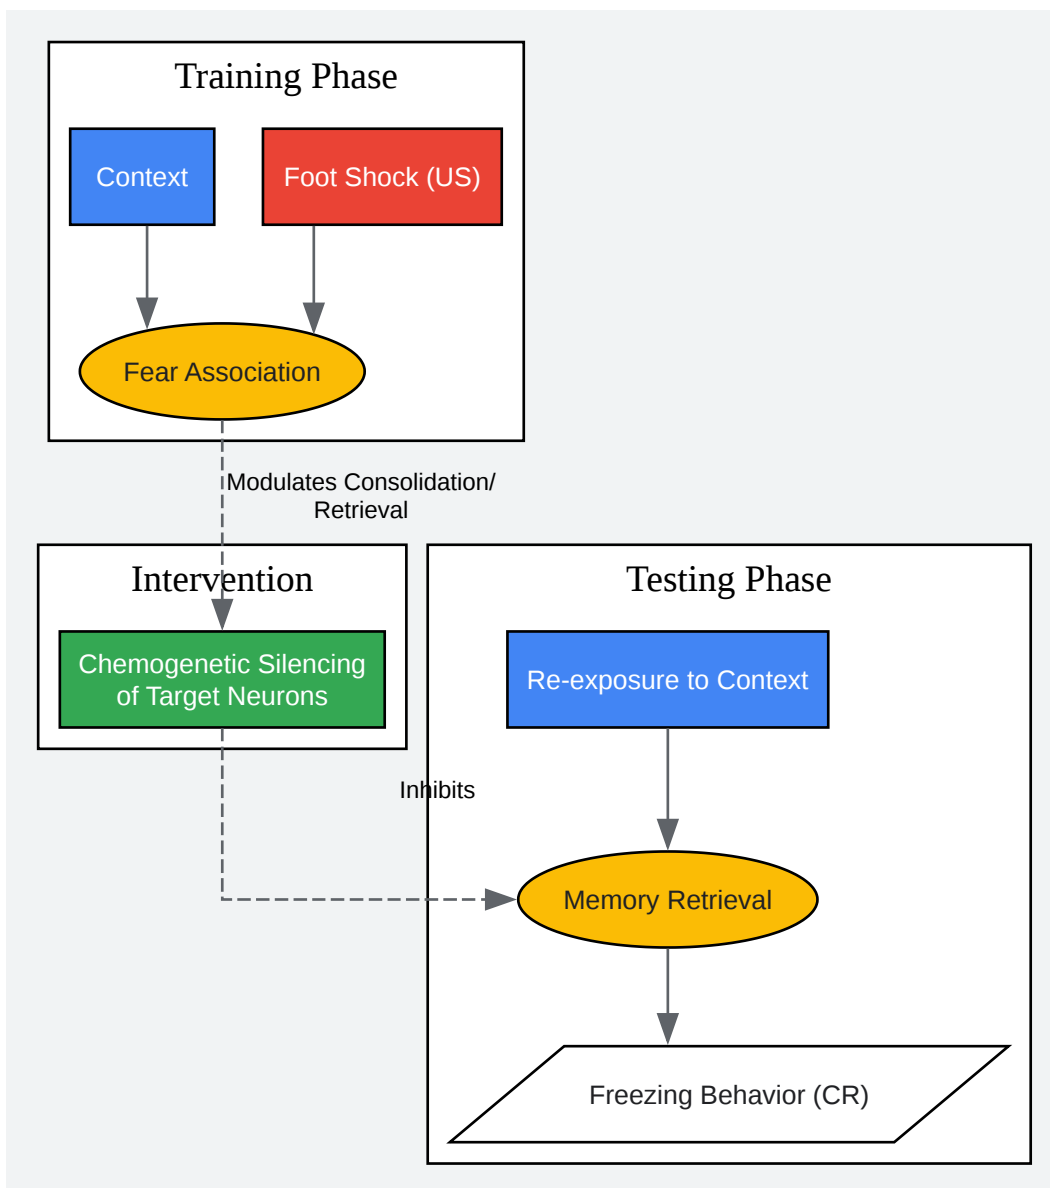 Training Phase
Context
Foot Shock (US)
Fear Association
Modulates Consolidation/
Retrieval
Intervention
Chemogenetic Silencing
of Target Neurons
Testing Phase
Re-exposure to Context
Inhibits
Memory Retrieval
Freezing Behavior (CR)